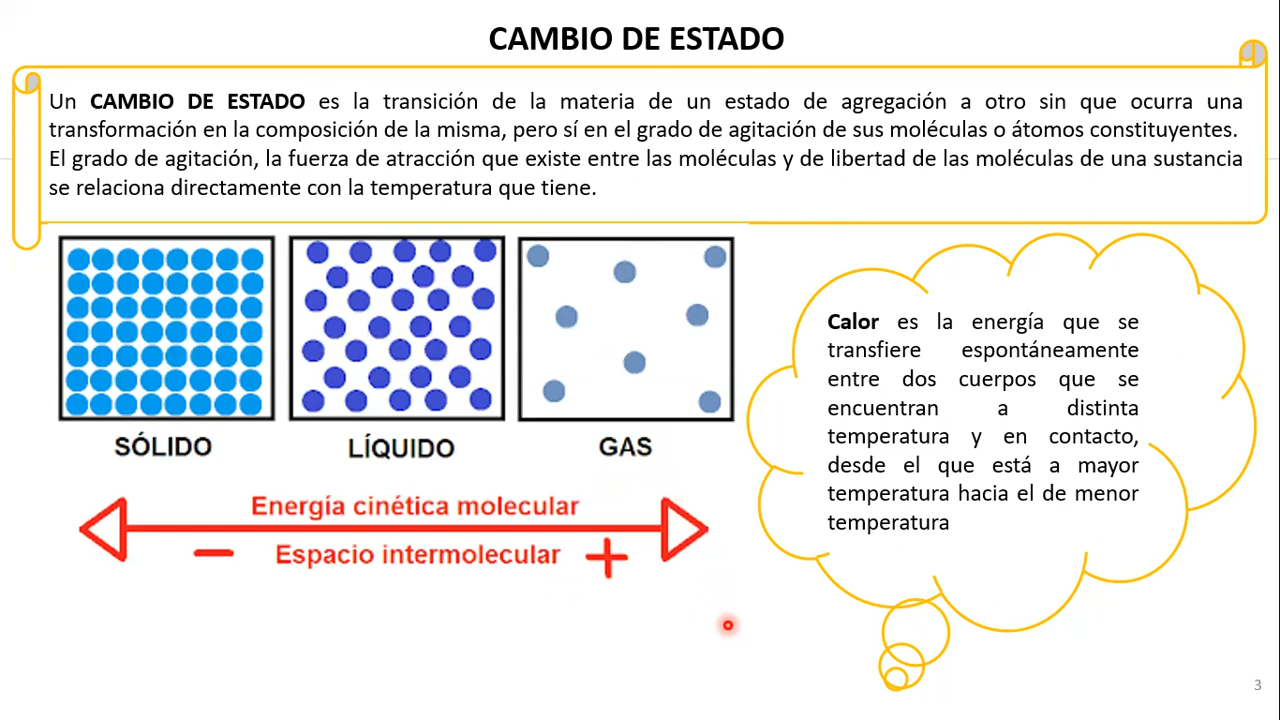 CAMBIO DE ESTADO
Un CAMBIO DE ESTADO es la transición de la materia de un estado de agregación a otro sin que ocurra una
transformación en la composición de la misma, pero sí en el grado de agitación de sus moléculas o átomos constituyentes.
El grado de agitación, la fuerza de atracción que existe entre las moléculas y de libertad de las moléculas de una sustancia
se relaciona directamente con la temperatura que tiene.
SÓLIDO
LÍQUIDO
GAS
Energía cinética molecular
− Espacio intermolecular +
Calor es la energía que se
transfiere espontáneamente
entre dos cuerpos que se
encuentran a distinta
temperatura y en contacto,
desde el que está a mayor
temperatura hacia el de menor
temperatura
3